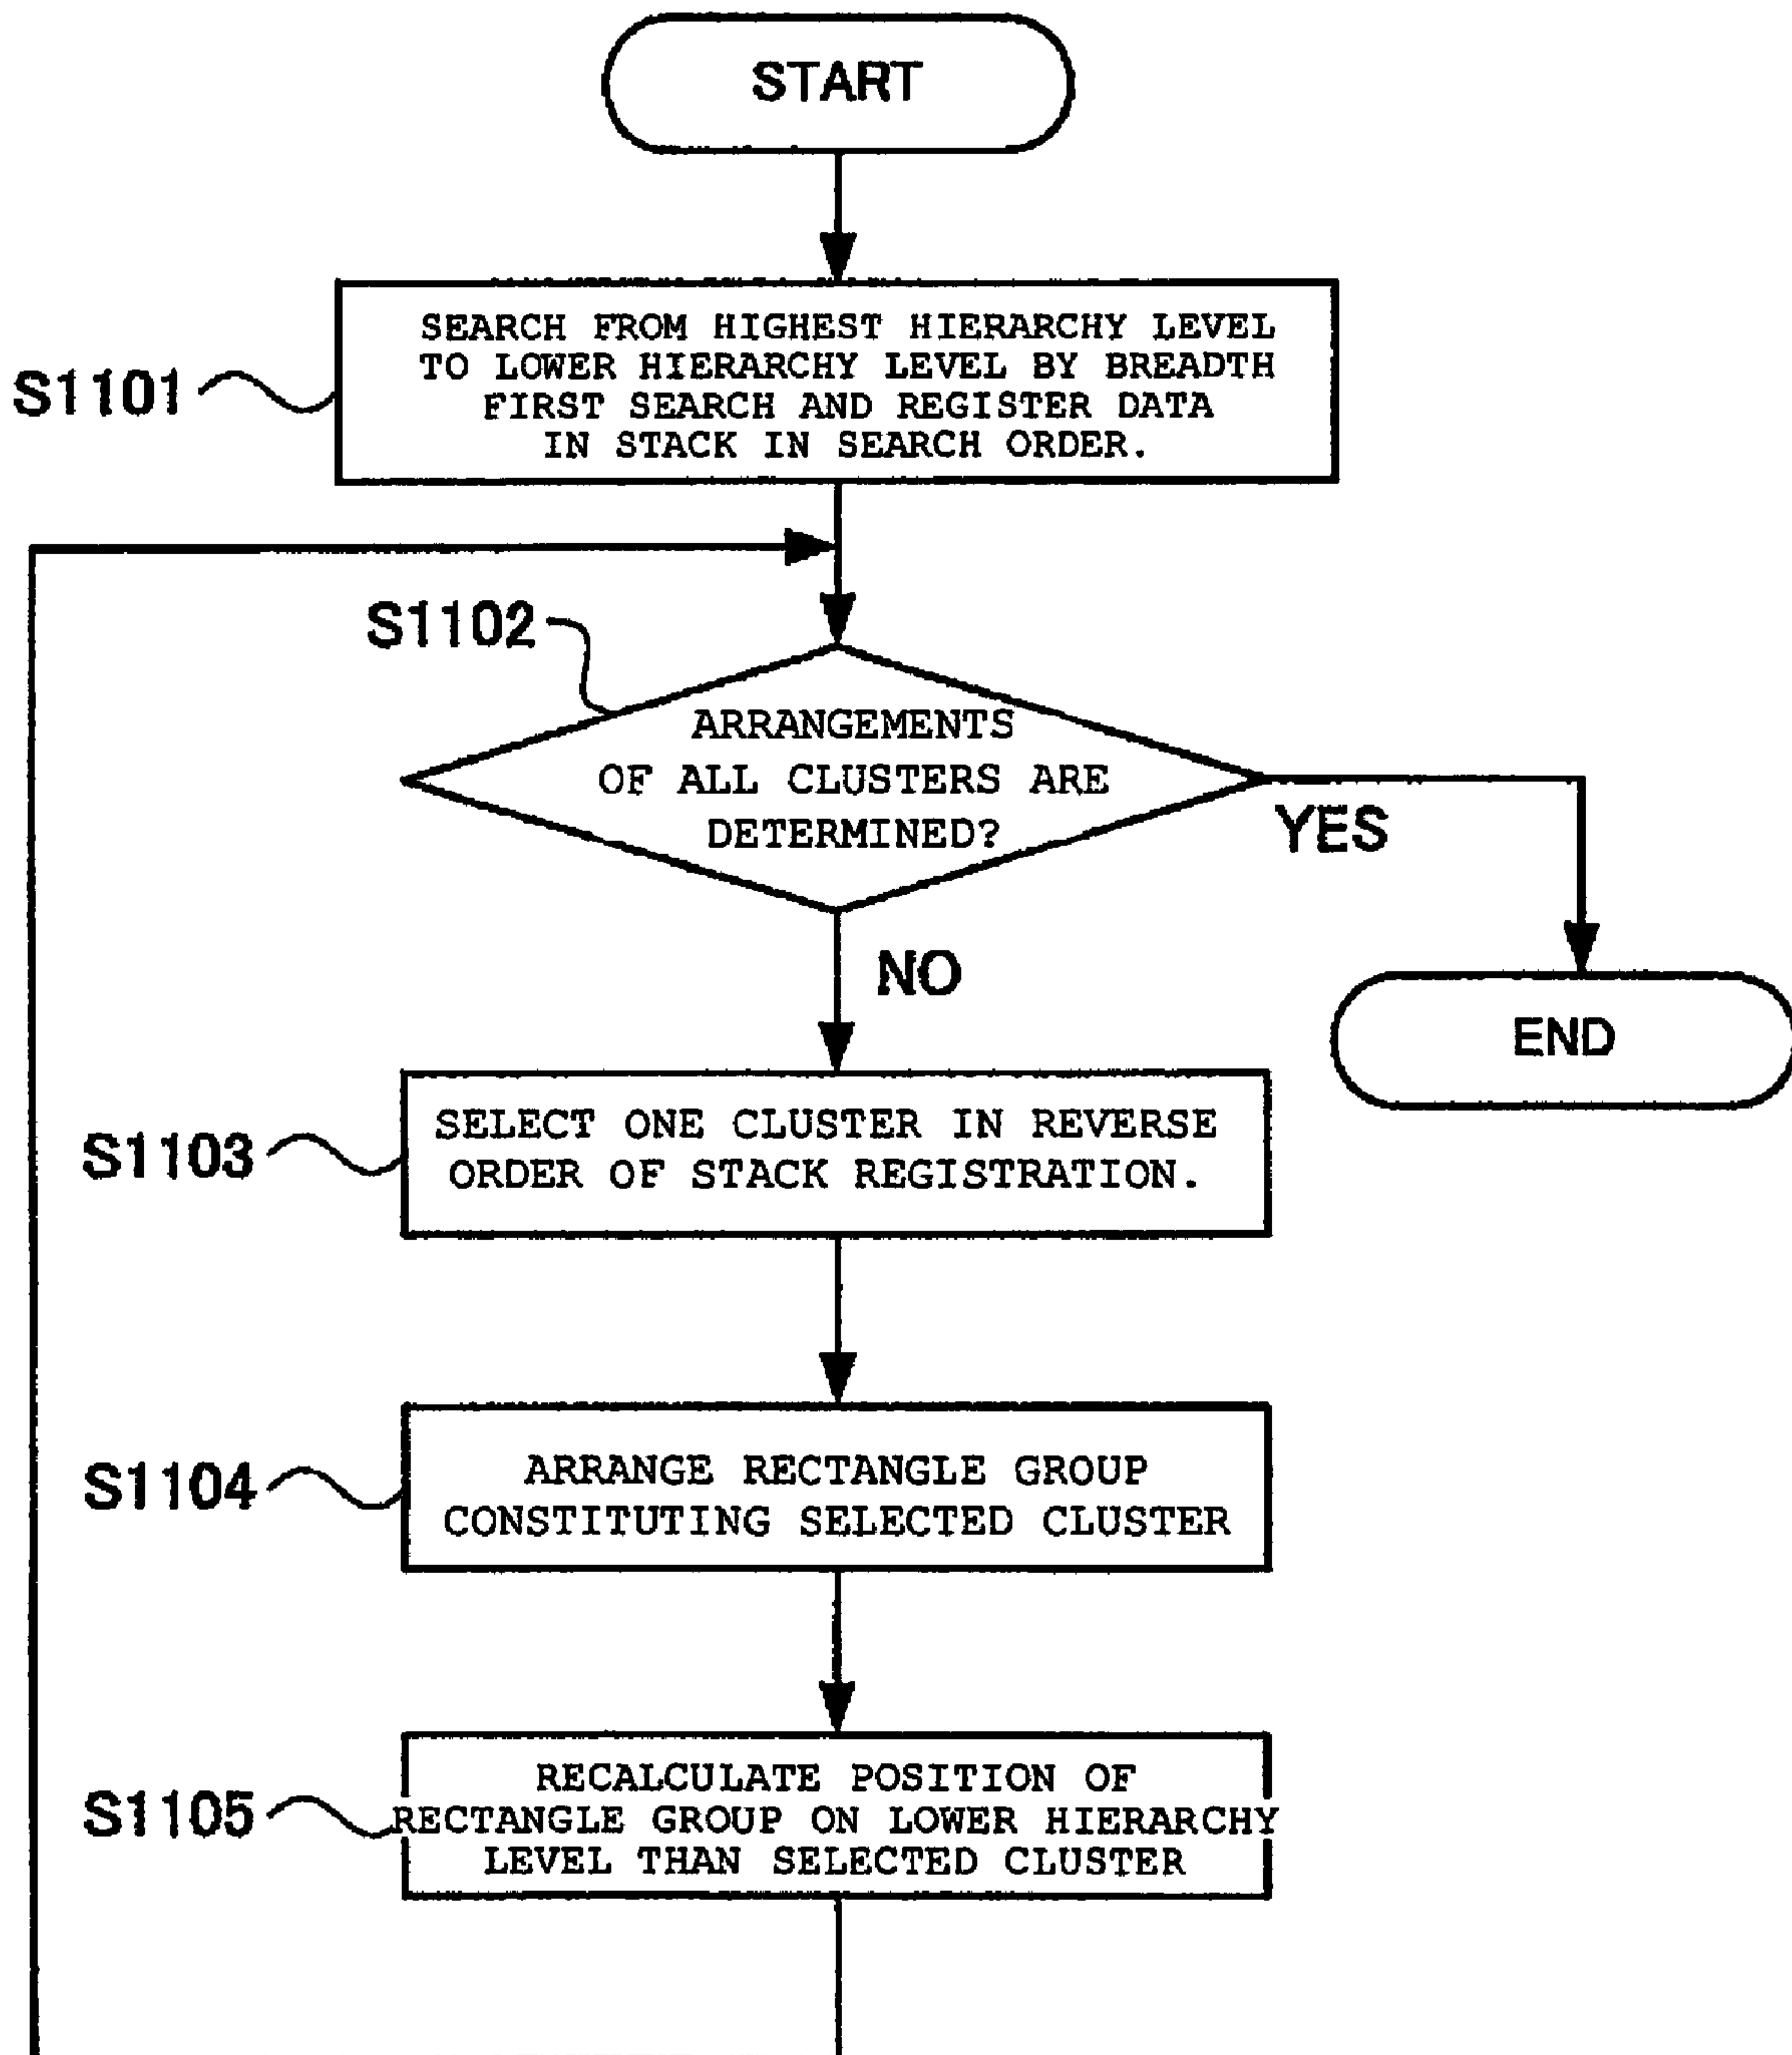 START
S1101
SEARCH FROM HIGHEST HIERARCHY LEVEL
TO LOWER HIERARCHY LEVEL BY BREADTH
FIRST SEARCH AND REGISTER DATA
IN STACK IN SEARCH ORDER.
S1102
ARRANGEMENTS
OF ALL CLUSTERS ARE
DETERMINED?
YES
NO
END
S1103
SELECT ONE CLUSTER IN REVERSE
ORDER OF STACK REGISTRATION.
S1104
ARRANGE RECTANGLE GROUP
CONSTITUTING SELECTED CLUSTER
S1105
RECALCULATE POSITION OF
RECTANGLE GROUP ON LOWER HIERARCHY
LEVEL THAN SELECTED CLUSTER